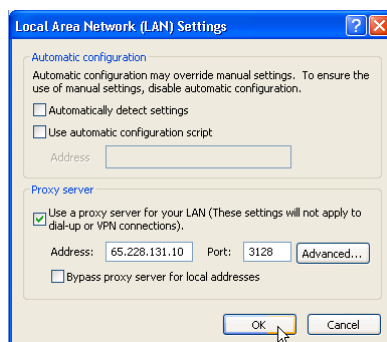 Local Area Network (LAN) Settings
Automatic configuration
Automatic configuration may override manual settings. To ensure the
use of manual settings, disable automatic configuration.
Automatically detect settings
Use automatic configuration script
Address
Proxy server
Use a proxy server for your LAN (These settings will not apply to
dial-up or VPN connections).
Address: 65.228.131.10 Port: 3128 Advanced...
Bypass proxy server for local addresses
OK Cancel